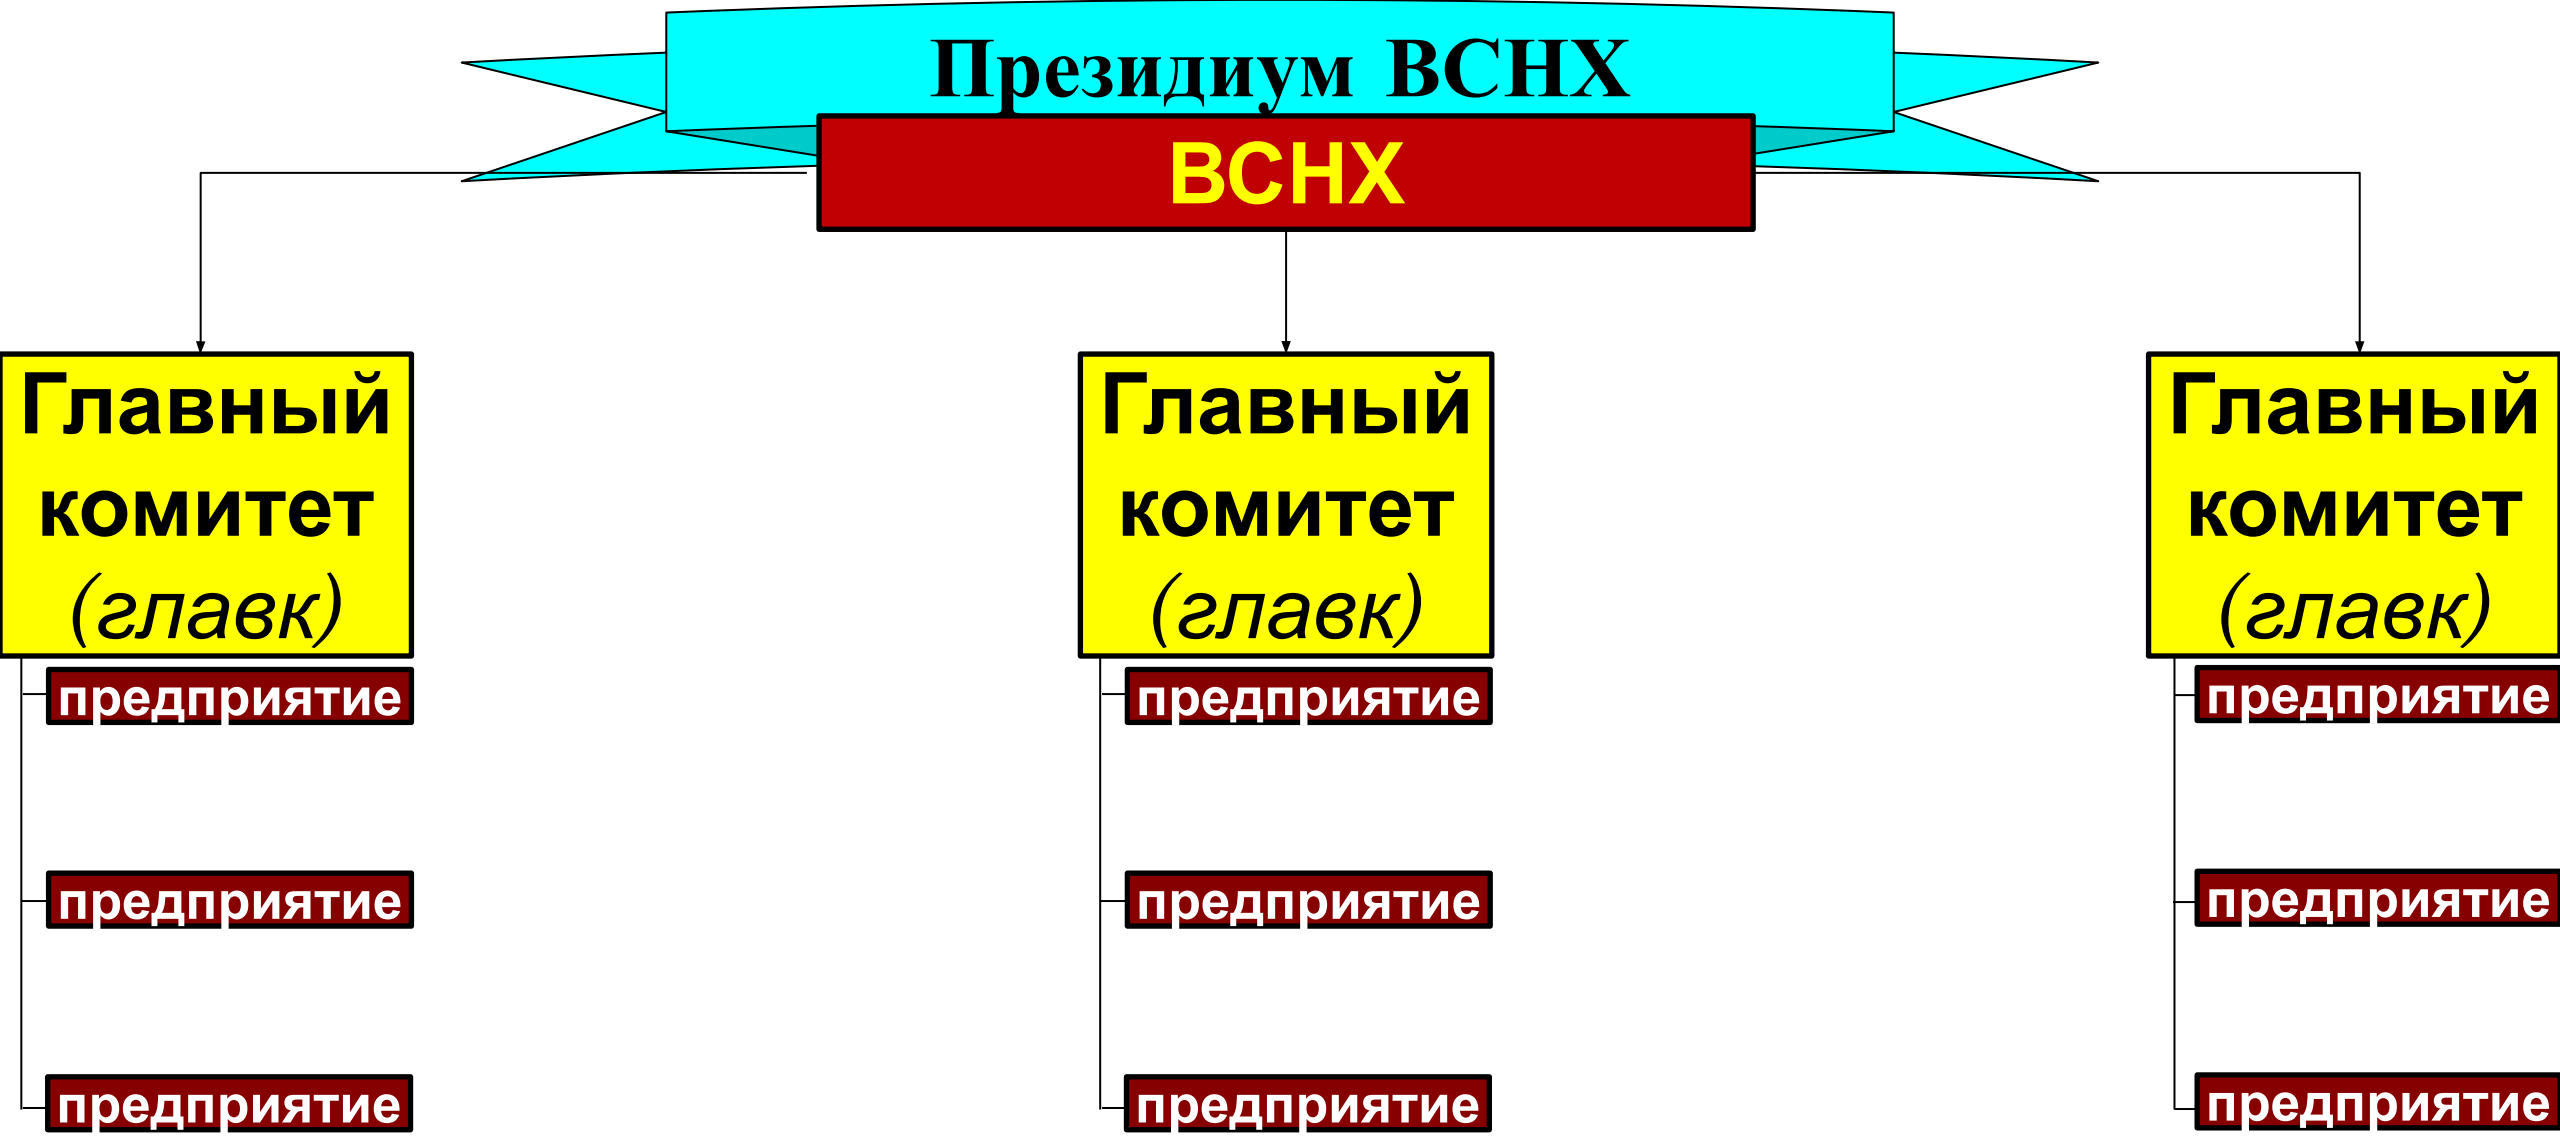 Президиум ВСНХ
ВСНХ
Главный
комитет
(главк)
предприятие
предприятие
предприятие
Главный
комитет
(главк)
предприятие
предприятие
предприятие
Главный
комитет
(главк)
предприятие
предприятие
предприятие